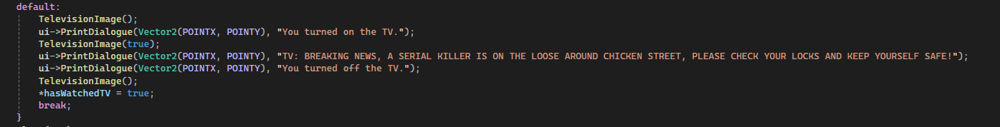 default:
TelevisionImage();
ui->PrintDialogue(Vector2(POINTX, POINTY), "You turned on the TV.");
TelevisionImage(true);
ui->PrintDialogue(Vector2(POINTX, POINTY), "TV: BREAKING NEWS, A SERIAL KILLER IS ON THE LOOSE AROUND CHICKEN STREET, PLEASE CHECK YOUR LOCKS AND KEEP YOURSELF SAFE!");
ui->PrintDialogue(Vector2(POINTX, POINTY), "You turned off the TV.");
TelevisionImage();
*hasWatchedTV = true;
break;
}